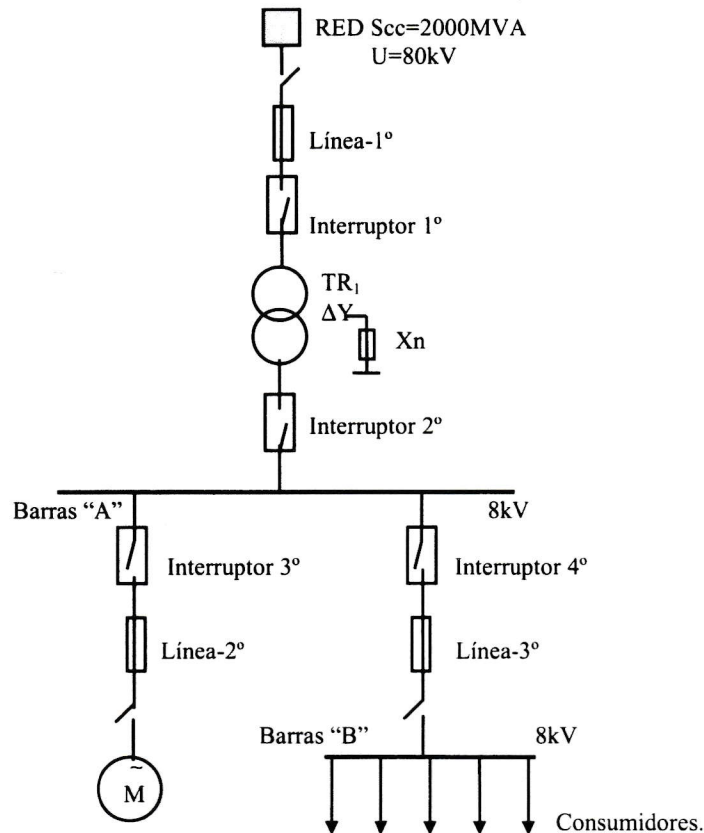 RED Scc=2000MVA
U=80kV
Línea-1º
Interruptor 1º
TR₁
ΔY
Xn
Interruptor 2º
Barras “A”
8kV
Interruptor 3º
Interruptor 4º
Línea-2º
Línea-3º
Barras “B”
8kV
~
M
Consumidores.